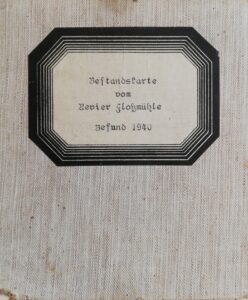 Bestandskarte
vom
Revier Floßmühle
Befund 1940